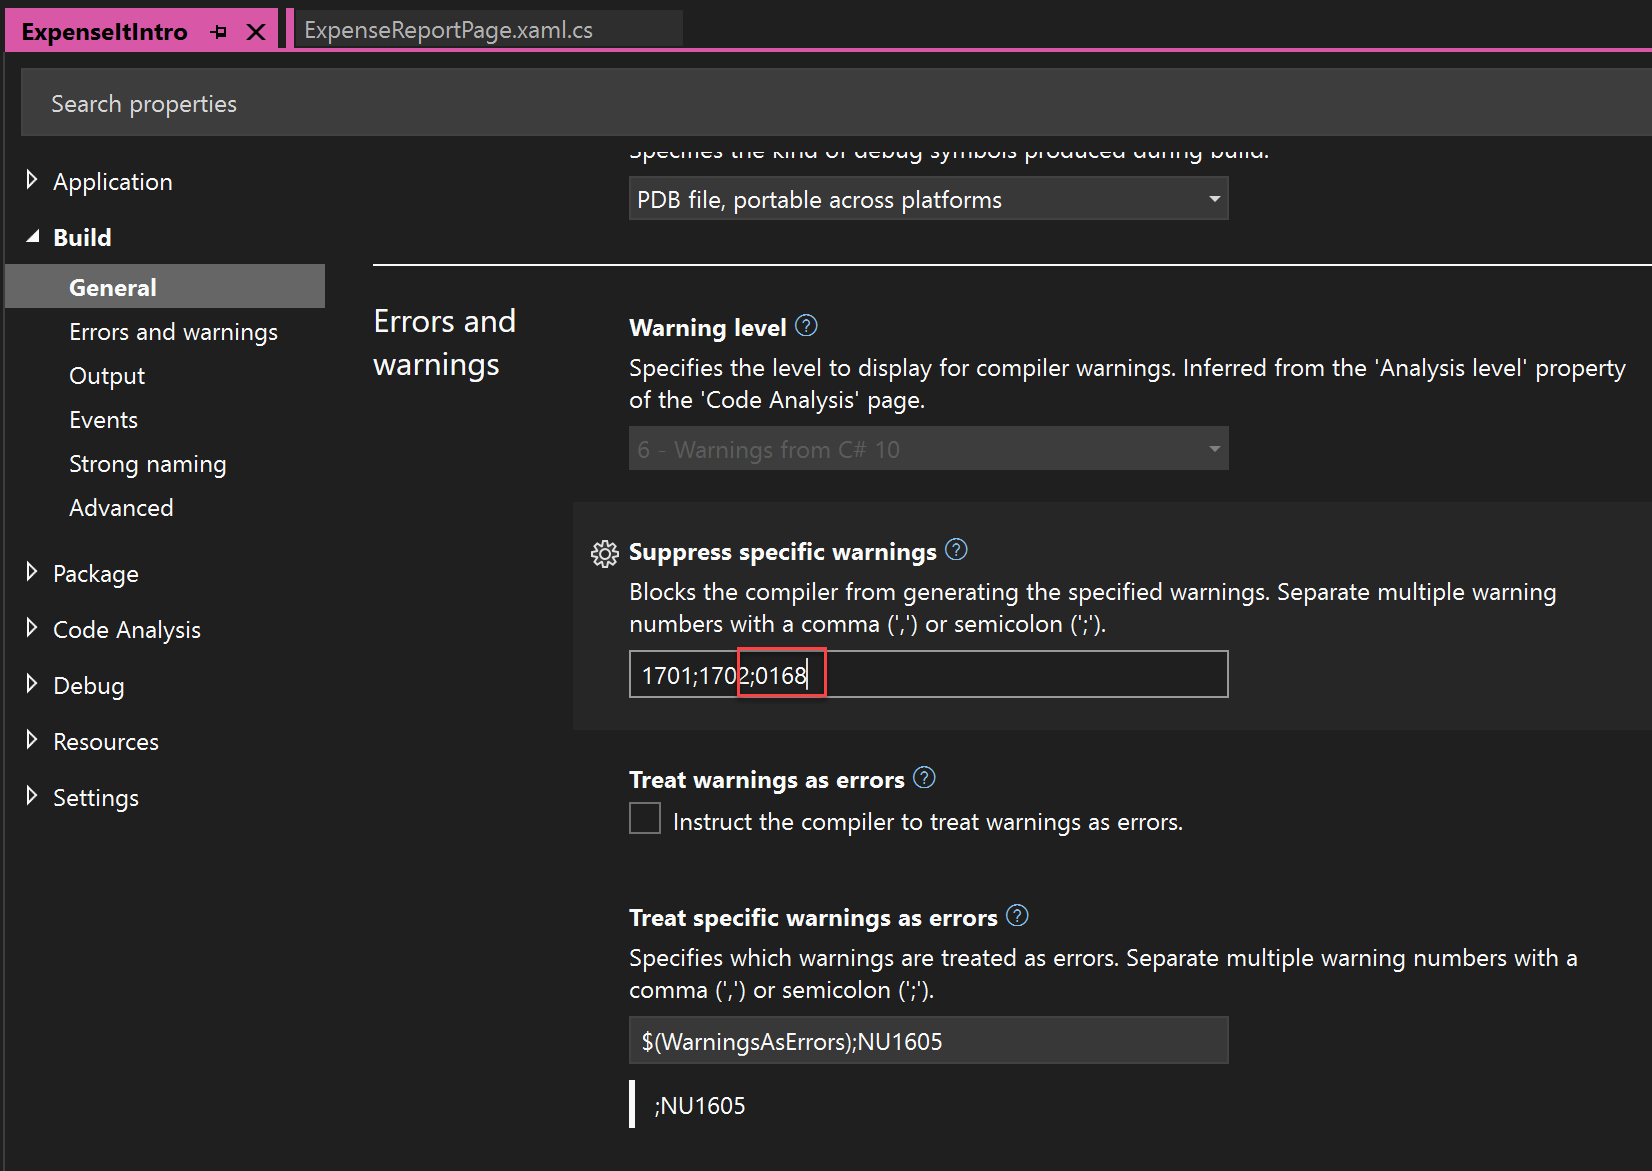 ExpenseItIntro
ExpenseReportPage.xaml.cs
Search properties
Application
Build
General
Errors and warnings
Output
Events
Strong naming
Advanced
Package
Code Analysis
Debug
Resources
Settings
Specifies the kind of debug symbols produced during build.
PDB file, portable across platforms
Errors and
warnings
Warning level
Specifies the level to display for compiler warnings. Inferred from the 'Analysis level' property
of the 'Code Analysis' page.
6 - Warnings from C# 10
Suppress specific warnings
Blocks the compiler from generating the specified warnings. Separate multiple warning
numbers with a comma (',') or semicolon (';').
1701;1702;0168
Treat warnings as errors
Instruct the compiler to treat warnings as errors.
Treat specific warnings as errors
Specifies which warnings are treated as errors. Separate multiple warning numbers with a
comma (',') or semicolon (';').
$(WarningsAsErrors);NU1605
;NU1605